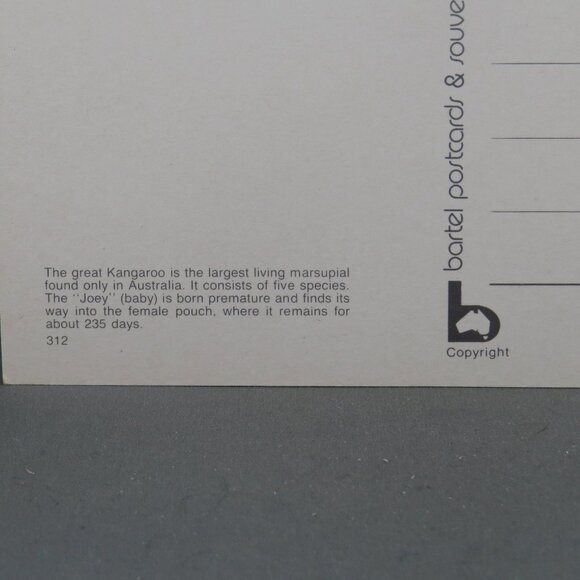 The great Kangaroo is the largest living marsupial
found only in Australia. It consists of five species.
The "Joey" (baby) is born premature and finds its
way into the female pouch, where it remains for
about 235 days.
312
bartel postcards & souve
b
Copyright